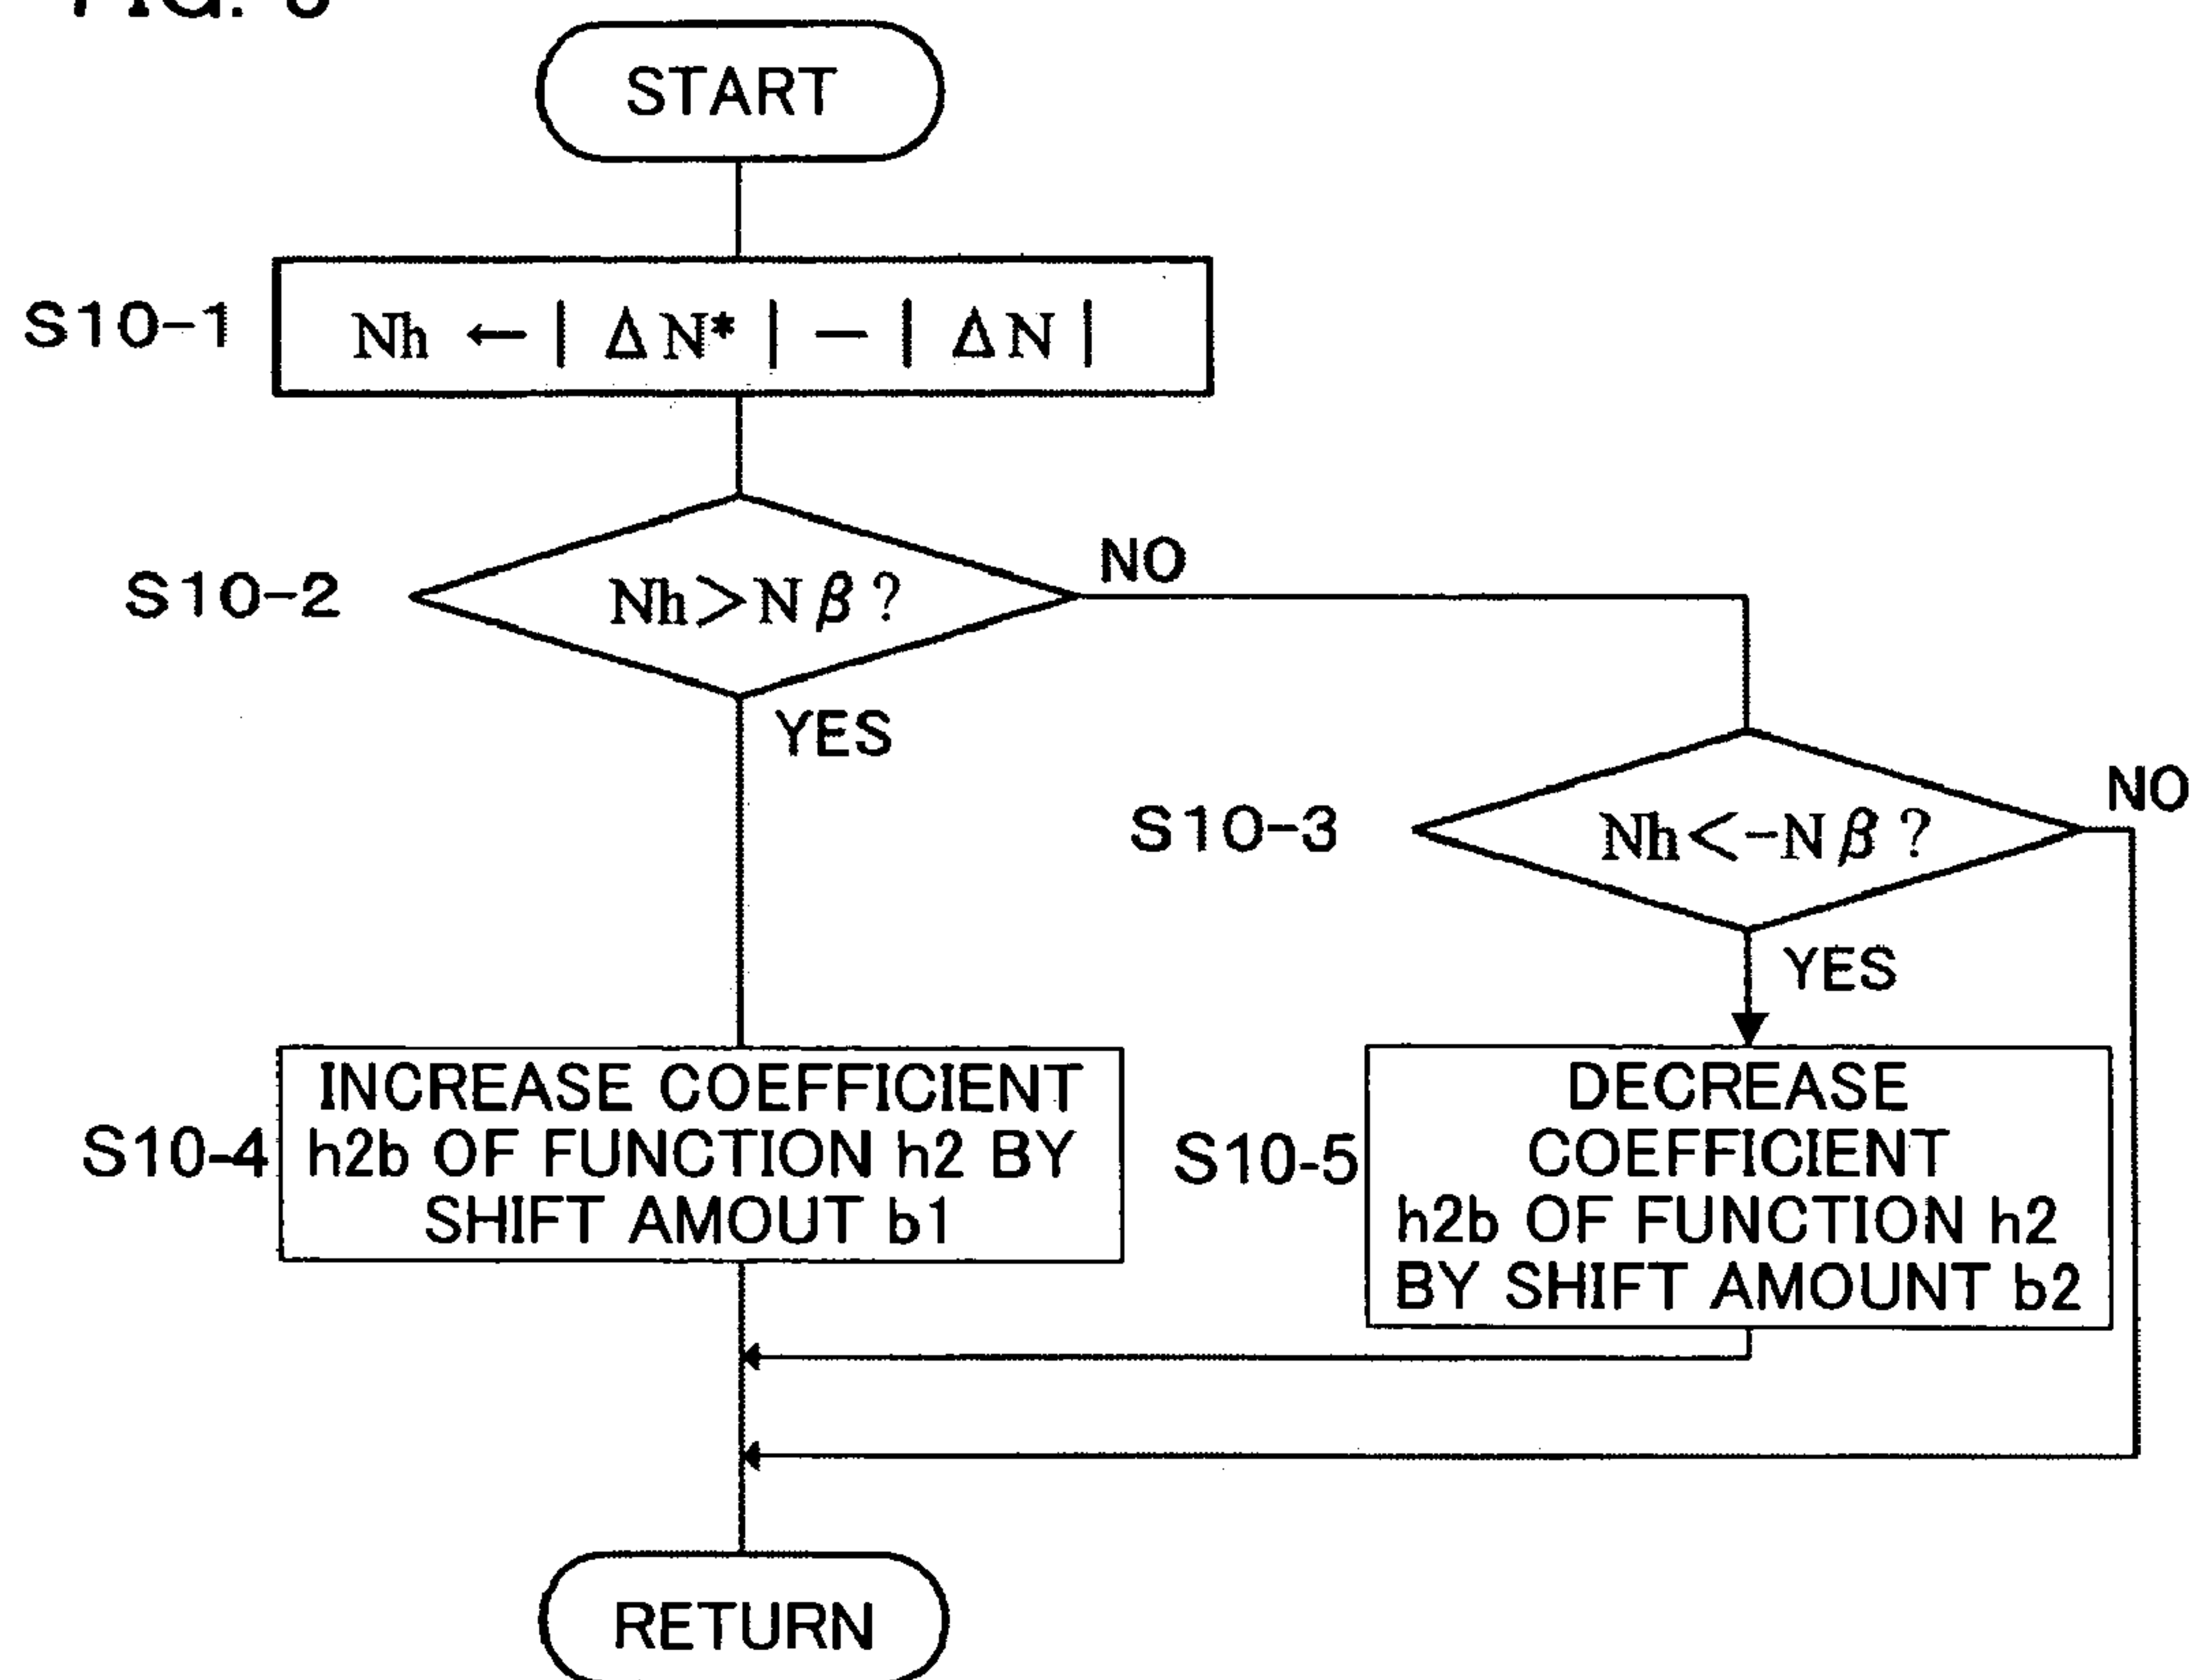 START
S10-1
Nh ← | ΔN* | − | ΔN |
S10-2
Nh>Nβ?
NO
YES
S10-3
Nh<-Nβ?
NO
YES
S10-4
INCREASE COEFFICIENT
h2b OF FUNCTION h2 BY
SHIFT AMOUT b1
S10-5
DECREASE
COEFFICIENT
h2b OF FUNCTION h2
BY SHIFT AMOUNT b2
RETURN